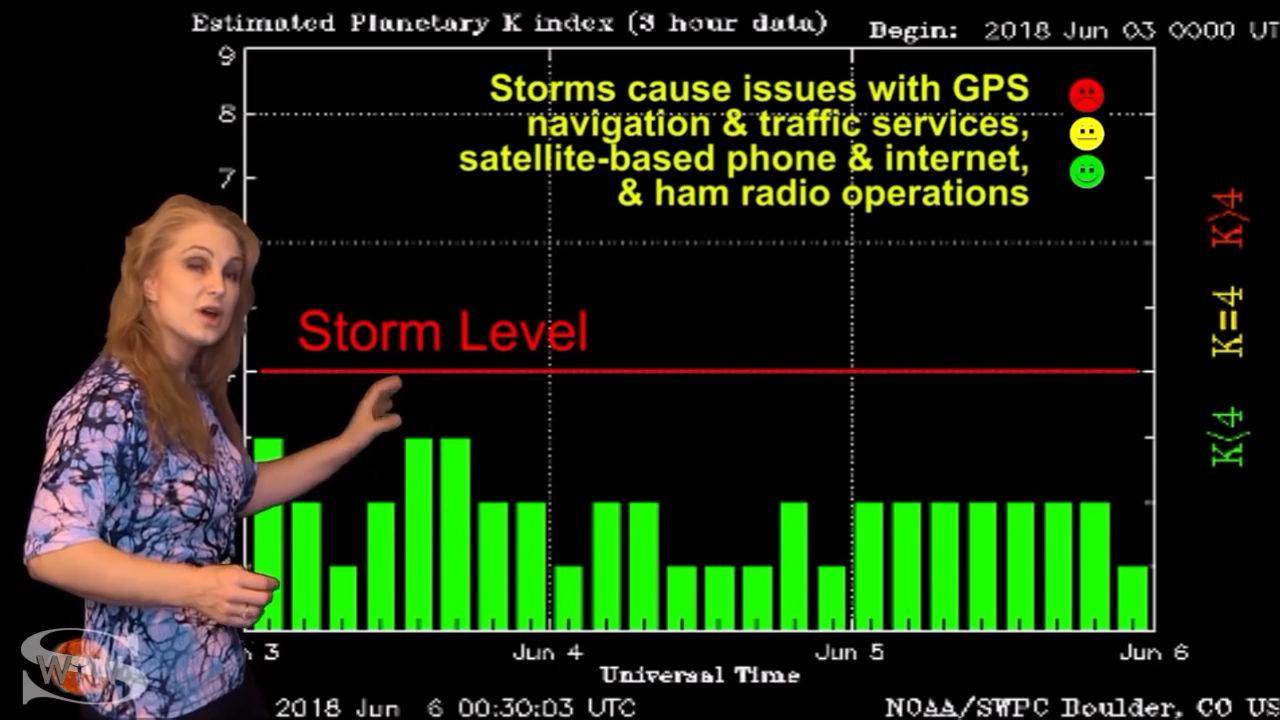 Estimated Planetary K index (3 hour data)
Begin: 2018 Jun 03 0000 UT
Storms cause issues with GPS
navigation & traffic services,
satellite-based phone & internet,
& ham radio operations
9
8
7
Storm Level
K>4
K=4
K<4
3
Jun 4
Jun 5
Jun 6
Universal Time
2018 Jun 6 00:30:03 UTC
NOAA/SWPC Boulder, CO US